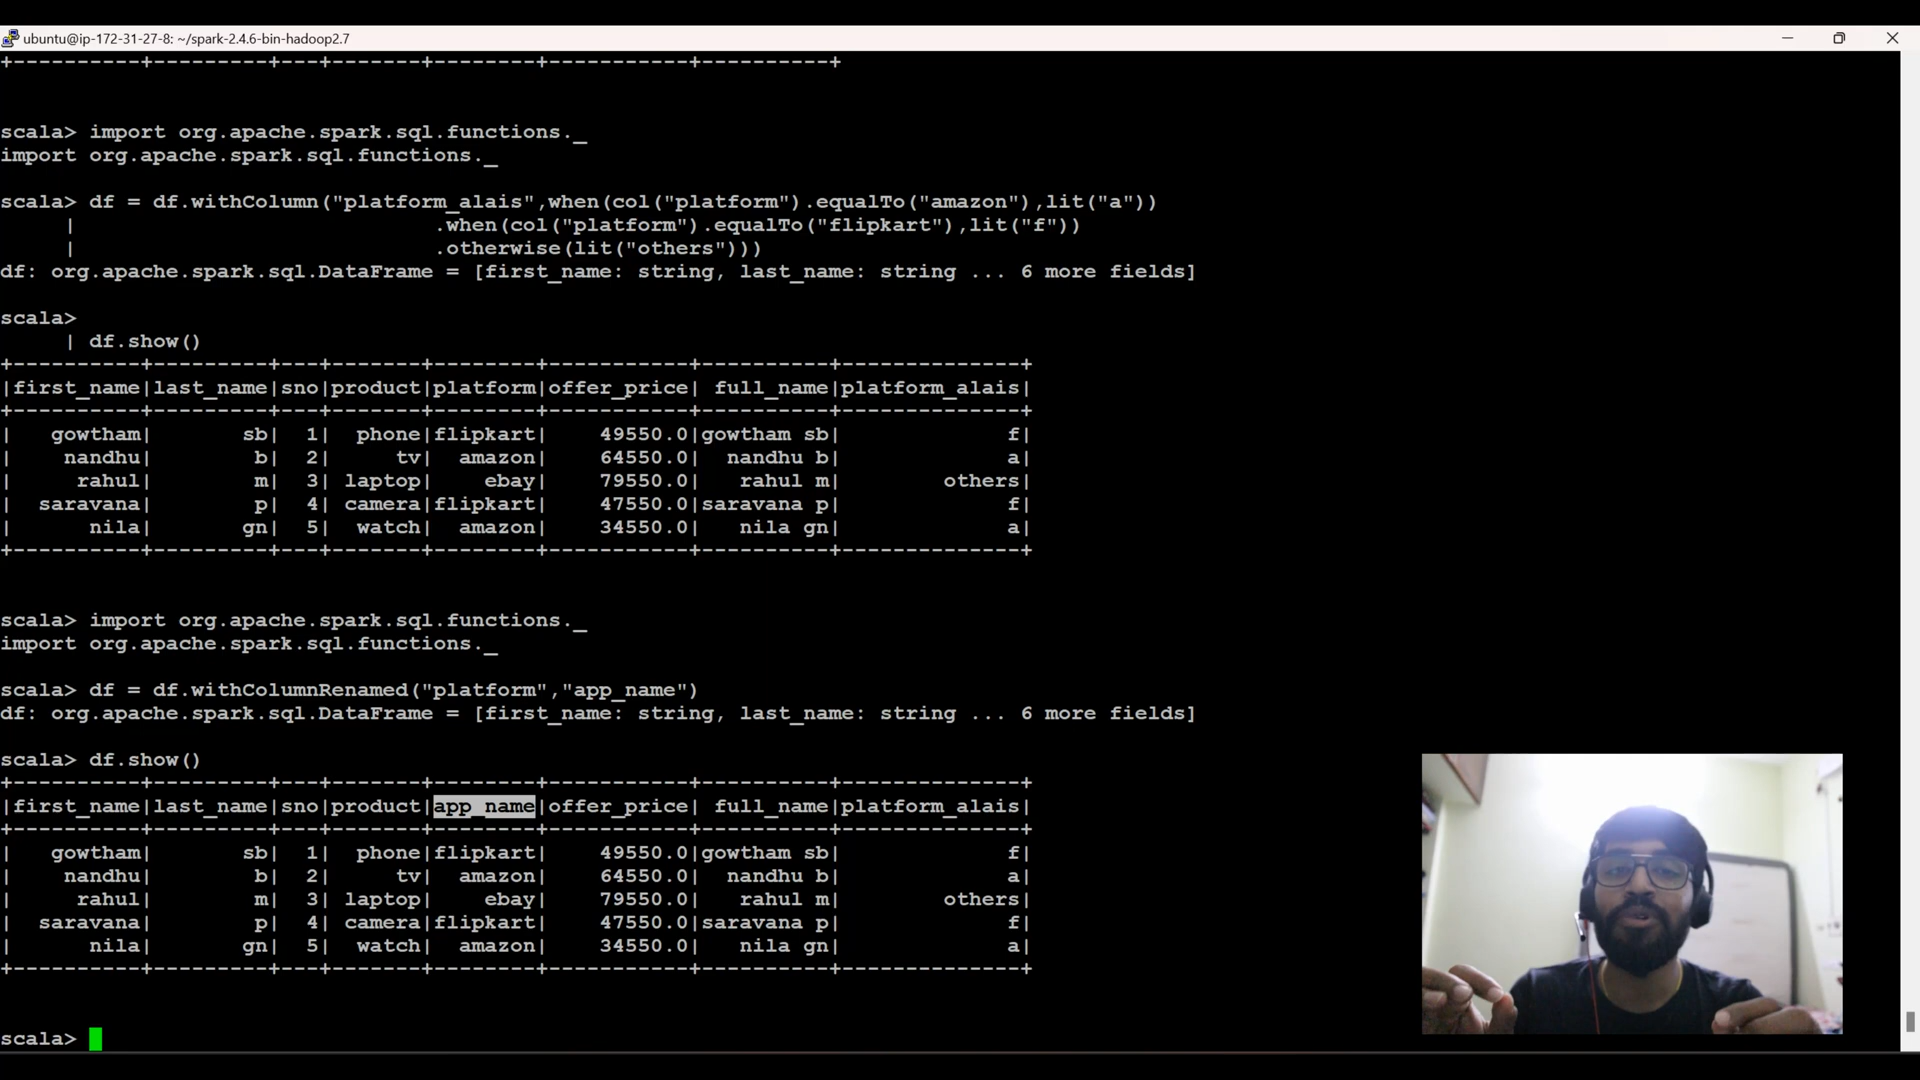 ubuntu@ip-172-31-27-8: ~/spark-2.4.6-bin-hadoop2.7
+----------+---------+---+-------+--------+-----------+----------+
scala> import org.apache.spark.sql.functions._
import org.apache.spark.sql.functions._
scala> df = df.withColumn("platform_alais",when(col("platform").equalTo("amazon"),lit("a"))
     |                            .when(col("platform").equalTo("flipkart"),lit("f"))
     |                            .otherwise(lit("others")))
df: org.apache.spark.sql.DataFrame = [first_name: string, last_name: string ... 6 more fields]
scala>
     | df.show()
+----------+---------+---+-------+--------+-----------+----------+--------------+
|first_name|last_name|sno|product|platform|offer_price| full_name|platform_alais|
+----------+---------+---+-------+--------+-----------+----------+--------------+
|   gowtham|       sb|  1|  phone|flipkart|    49550.0|gowtham sb|             f|
|    nandhu|        b|  2|     tv|  amazon|    64550.0|  nandhu b|             a|
|     rahul|        m|  3| laptop|    ebay|    79550.0|   rahul m|        others|
|  saravana|        p|  4| camera|flipkart|    47550.0|saravana p|             f|
|      nila|       gn|  5|  watch|  amazon|    34550.0|   nila gn|             a|
+----------+---------+---+-------+--------+-----------+----------+--------------+
scala> import org.apache.spark.sql.functions._
import org.apache.spark.sql.functions._
scala> df = df.withColumnRenamed("platform","app_name")
df: org.apache.spark.sql.DataFrame = [first_name: string, last_name: string ... 6 more fields]
scala> df.show()
+----------+---------+---+-------+--------+-----------+----------+--------------+
|first_name|last_name|sno|product|app_name|offer_price| full_name|platform_alais|
+----------+---------+---+-------+--------+-----------+----------+--------------+
|   gowtham|       sb|  1|  phone|flipkart|    49550.0|gowtham sb|             f|
|    nandhu|        b|  2|     tv|  amazon|    64550.0|  nandhu b|             a|
|     rahul|        m|  3| laptop|    ebay|    79550.0|   rahul m|        others|
|  saravana|        p|  4| camera|flipkart|    47550.0|saravana p|             f|
|      nila|       gn|  5|  watch|  amazon|    34550.0|   nila gn|             a|
+----------+---------+---+-------+--------+-----------+----------+--------------+
scala>